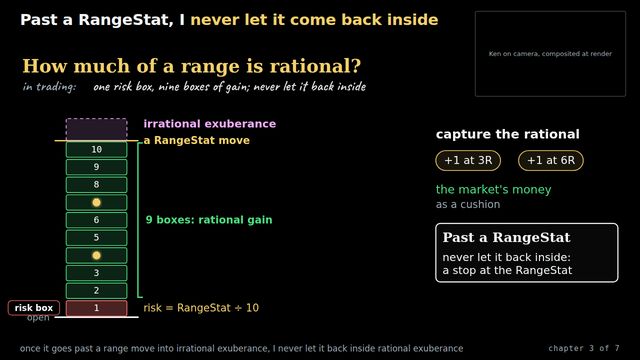 Past a RangeStat, I never let it come back inside
Ken on camera, composited at render
How much of a range is rational?
in trading: one risk box, nine boxes of gain; never let it back inside
irrational exuberance
a RangeStat move
10
9
8
6
5
3
2
1
9 boxes: rational gain
risk box
open
risk = RangeStat ÷ 10
capture the rational
+1 at 3R
+1 at 6R
the market's money
as a cushion
Past a RangeStat
never let it back inside:
a stop at the RangeStat
once it goes past a range move into irrational exuberance, I never let it back inside rational exuberance
chapter 3 of 7